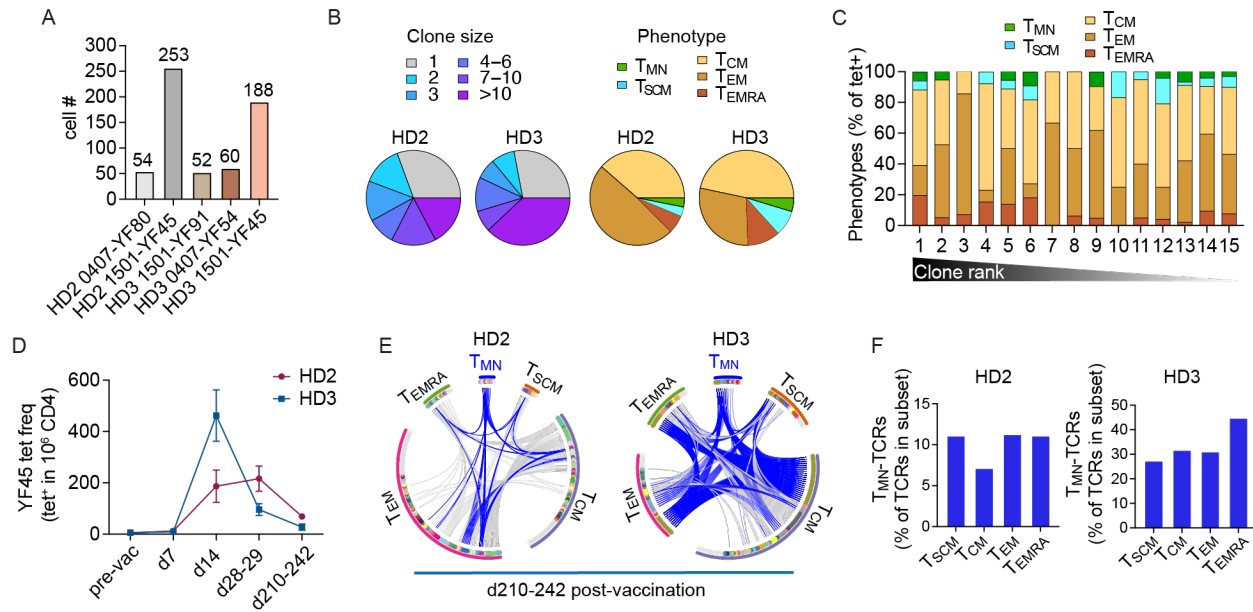 A
cell #
300
250
200
150
100
50
0
54
253
52
60
188
HD2 0407-YF80
HD2 1501-YF45
HD3 1501-YF91
HD3 0407-YF54
HD3 1501-YF45
B
Clone size
1
2
3
4–6
7–10
>10
Phenotype
TMN
TSCM
TCM
TEM
TEMRA
HD2
HD3
HD2
HD3
C
TMN
TSCM
TCM
TEM
TEMRA
Phenotypes (% of tet+)
100
80
60
40
20
0
1 2 3 4 5 6 7 8 9 10 11 12 13 14 15
Clone rank
D
YF45 tet freq
(tet+ in 10⁶ CD4)
600
400
200
0
HD2
HD3
pre-vac
d7
d14
d28-29
d210-242
E
HD2
TMN
TSCM
TEMRA
TEM
TCM
HD3
TMN
TSCM
TEMRA
TEM
TCM
d210-242 post-vaccination
F
HD2
TMN-TCRs
(% of TCRs in subset)
15
10
5
0
TSCM
TCM
TEM
TEMRA
HD3
TMN-TCRs
(% of TCRs in subset)
50
40
30
20
10
0
TSCM
TCM
TEM
TEMRA